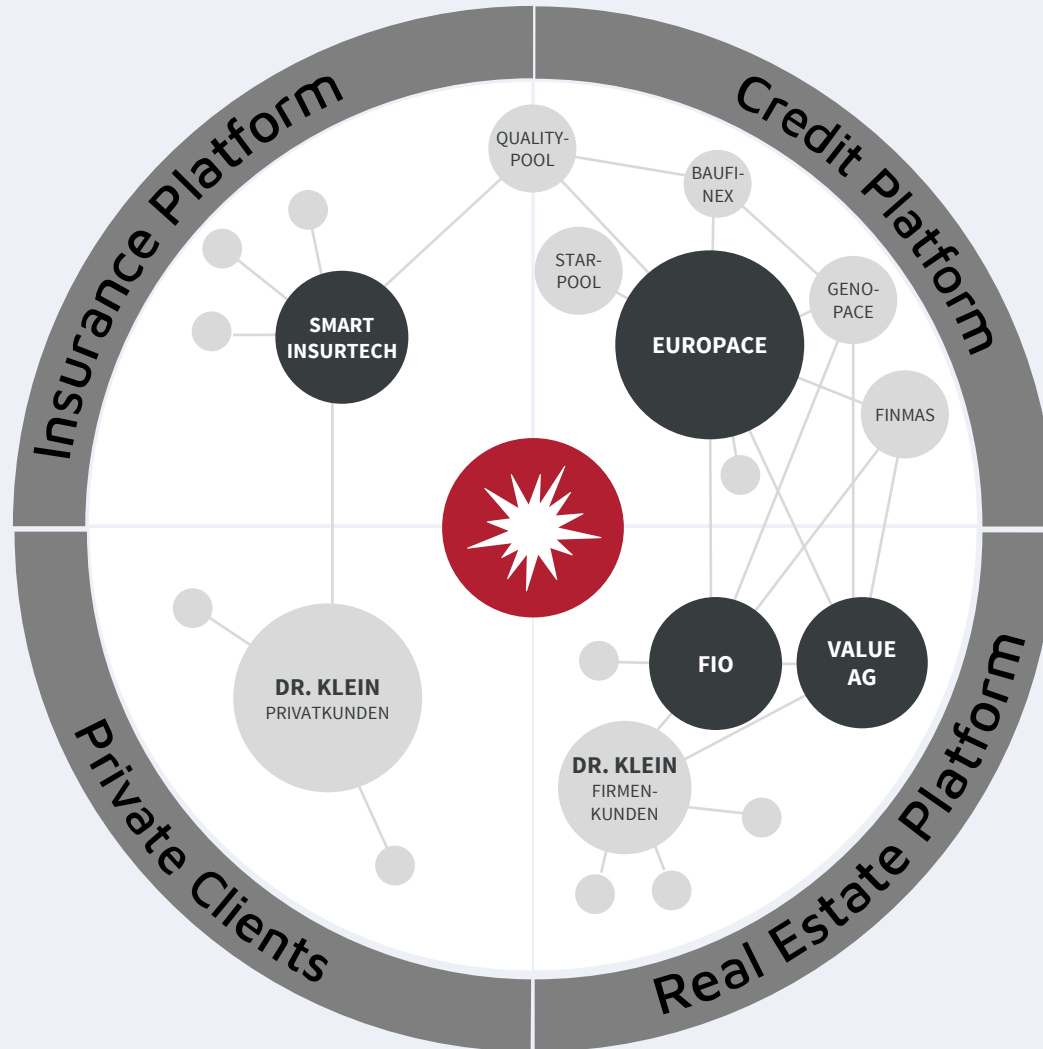 Insurance Platform
Credit Platform
QUALITY-
POOL
BAUFI-
NEX
STAR-
POOL
GENO-
PACE
SMART
INSURTECH
EUROPACE
FINMAS
FIO
VALUE
AG
DR. KLEIN
PRIVATKUNDEN
DR. KLEIN
FIRMEN-
KUNDEN
Private Clients
Real Estate Platform